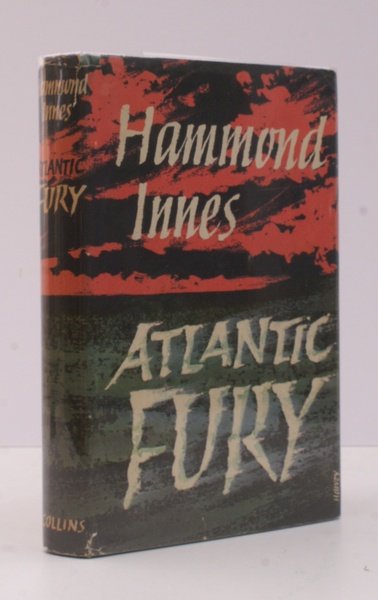 Hammond
Innes
ATLANTIC
FURY
Hammond
Innes
ATLANTIC
FURY
COLLINS